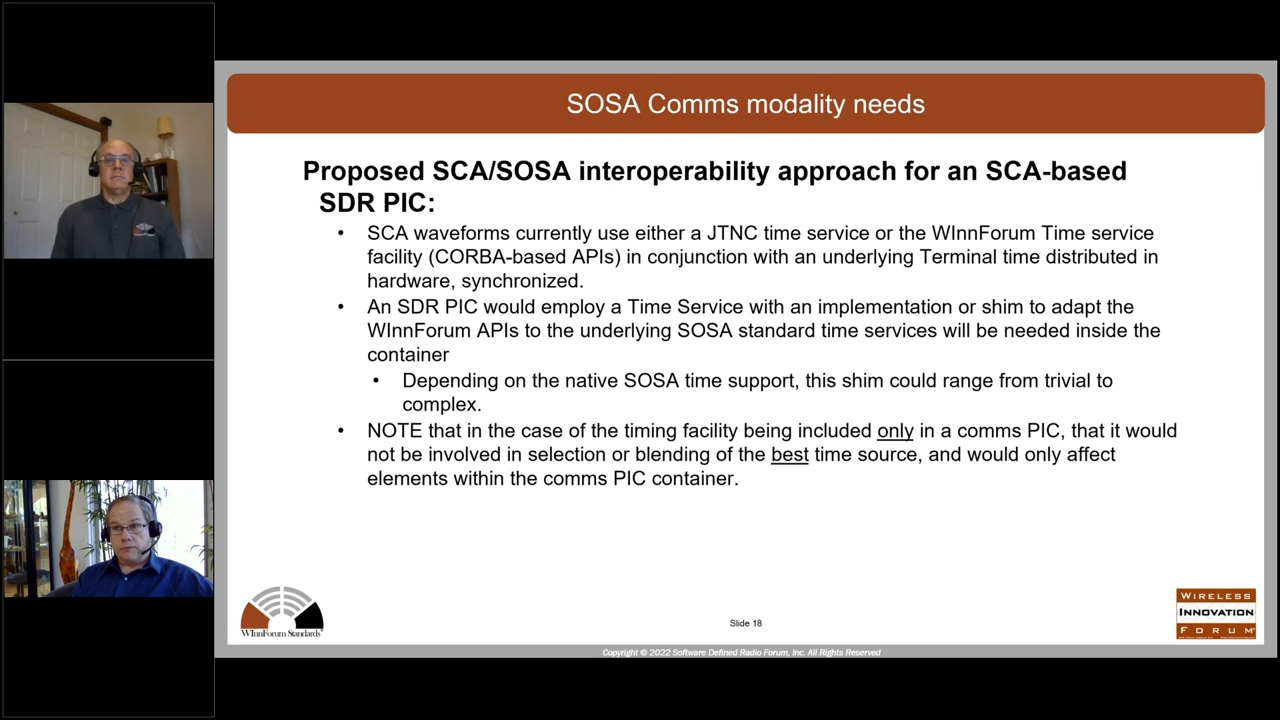 SOSA Comms modality needs
Proposed SCA/SOSA interoperability approach for an SCA-based
SDR PIC:
• SCA waveforms currently use either a JTNC time service or the WInnForum Time service
facility (CORBA-based APIs) in conjunction with an underlying Terminal time distributed in
hardware, synchronized.
• An SDR PIC would employ a Time Service with an implementation or shim to adapt the
WInnForum APIs to the underlying SOSA standard time services will be needed inside the
container
• Depending on the native SOSA time support, this shim could range from trivial to
complex.
• NOTE that in the case of the timing facility being included only in a comms PIC, that it would
not be involved in selection or blending of the best time source, and would only affect
elements within the comms PIC container.
WInnForum Standards
Slide 18
WIRELESS
INNOVATION
FORUM
Copyright © 2022 Software Defined Radio Forum, Inc. All Rights Reserved